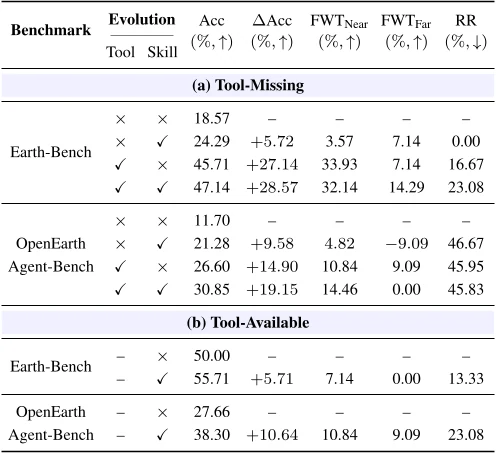 Benchmark Evolution Acc ΔAcc FWT_Near FWT_Far RR
Tool Skill (%,↑) (%,↑) (%,↑) (%,↑) (%,↓)
(a) Tool-Missing
Earth-Bench
× × 18.57 – – – –
× ✓ 24.29 +5.72 3.57 7.14 0.00
✓ × 45.71 +27.14 33.93 7.14 16.67
✓ ✓ 47.14 +28.57 32.14 14.29 23.08
OpenEarth
Agent-Bench
× × 11.70 – – – –
× ✓ 21.28 +9.58 4.82 −9.09 46.67
✓ × 26.60 +14.90 10.84 9.09 45.95
✓ ✓ 30.85 +19.15 14.46 0.00 45.83
(b) Tool-Available
Earth-Bench
– × 50.00 – – – –
– ✓ 55.71 +5.71 7.14 0.00 13.33
OpenEarth – × 27.66 – – – –
Agent-Bench – ✓ 38.30 +10.64 10.84 9.09 23.08